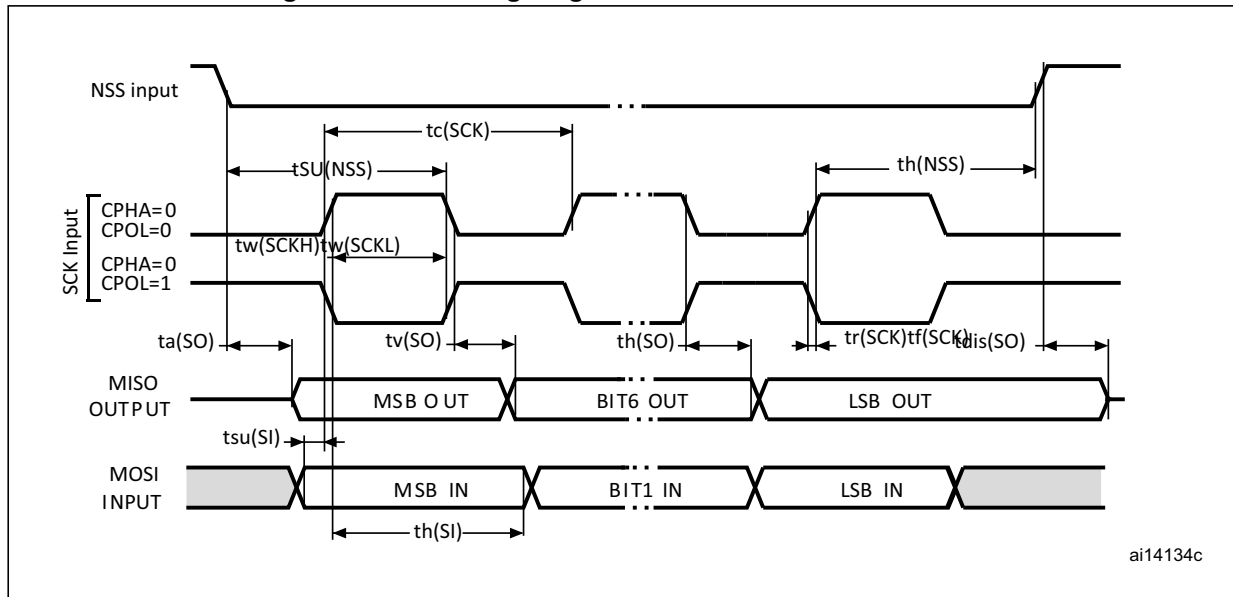 NSS input
tc(SCK)
tSU(NSS)
th(NSS)
SCK Input
CPHA=0
CPOL=0
tw(SCKH)
tw(SCKL)
CPHA=0
CPOL=1
ta(SO)
tv(SO)
th(SO)
tr(SCK)
tf(SCK)
tdis(SO)
MISO
OUTPUT
MSB OUT
BIT6 OUT
LSB OUT
tsu(SI)
MOSI
INPUT
MSB IN
BIT1 IN
LSB IN
th(SI)
ai14134c